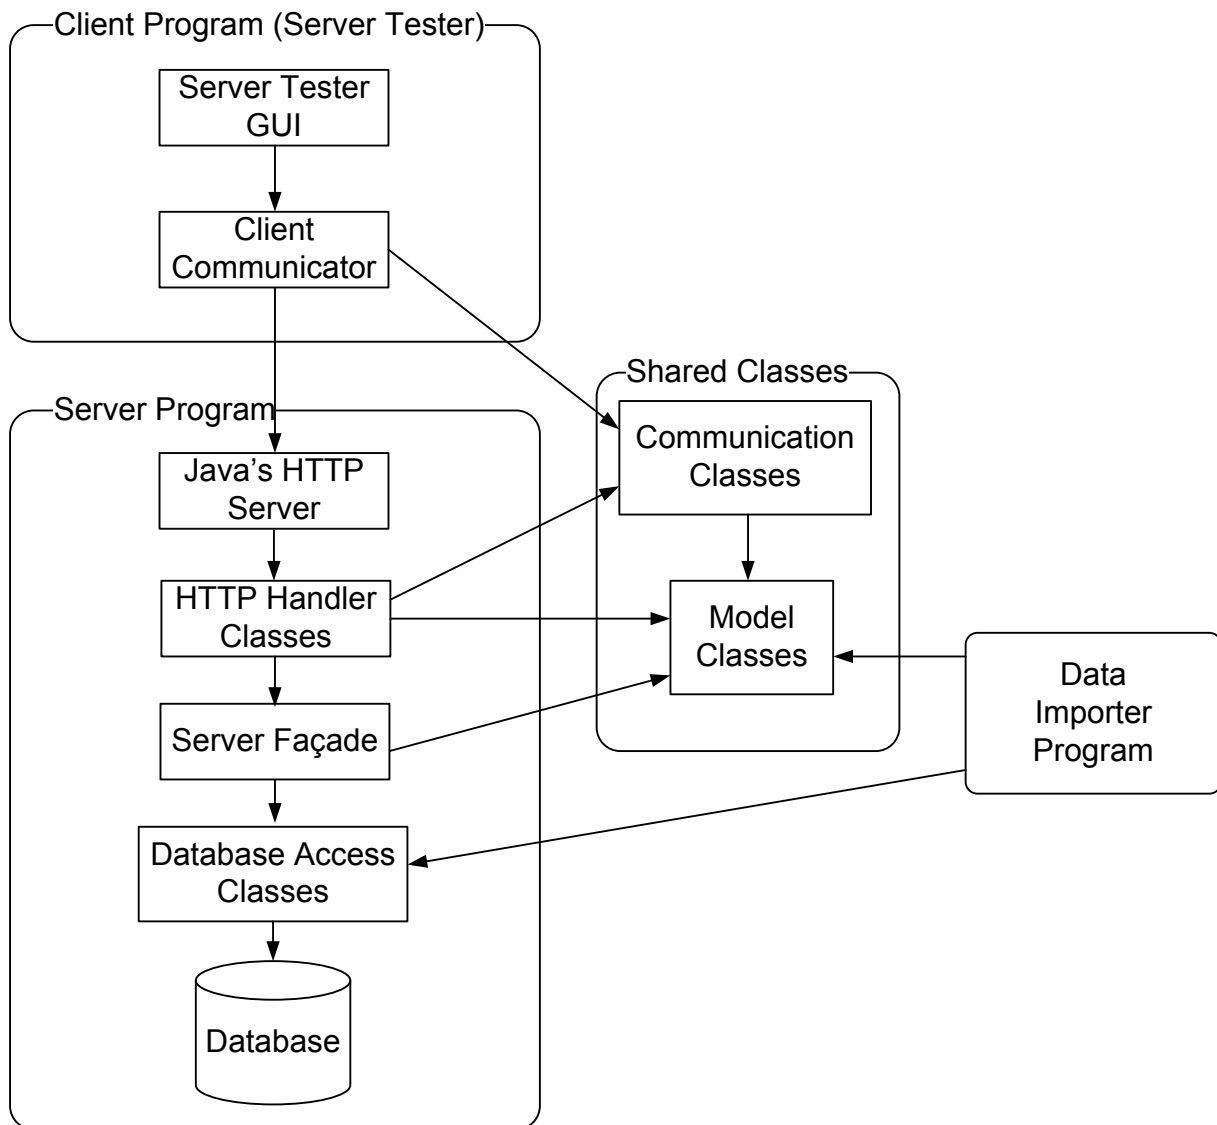 Client Program (Server Tester)
Server Tester
GUI
Client
Communicator
Shared Classes
Communication
Classes
Model
Classes
Server Program
Java’s HTTP
Server
HTTP Handler
Classes
Server Façade
Database Access
Classes
Database
Data
Importer
Program